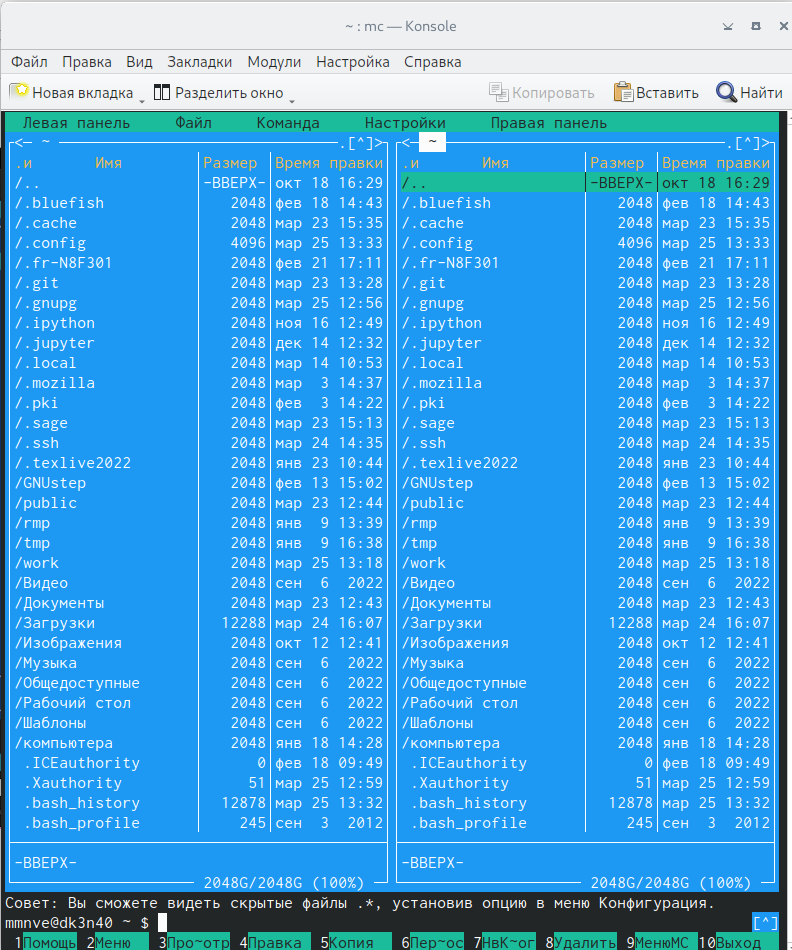 ~ : mc — Konsole
Файл Правка Вид Закладки Модули Настройка Справка
Новая вкладка Разделить окно Копировать Вставить Найти
Левая панель Файл Команда Настройки Правая панель
<─ ~ ─.[^]> <─ ~ ─.[^]>
.и Имя Размер Время правки .и Имя Размер Время правки
/.. -ВВЕРХ- окт 18 16:29 /.. -ВВЕРХ- окт 18 16:29
/.bluefish 2048 фев 18 14:43 /.bluefish 2048 фев 18 14:43
/.cache 2048 мар 23 15:35 /.cache 2048 мар 23 15:35
/.config 4096 мар 25 13:33 /.config 4096 мар 25 13:33
/.fr-N8F301 2048 фев 21 17:11 /.fr-N8F301 2048 фев 21 17:11
/.git 2048 мар 23 13:28 /.git 2048 мар 23 13:28
/.gnupg 2048 мар 25 12:56 /.gnupg 2048 мар 25 12:56
/.ipython 2048 ноя 16 12:49 /.ipython 2048 ноя 16 12:49
/.jupyter 2048 дек 14 12:32 /.jupyter 2048 дек 14 12:32
/.local 2048 мар 14 10:53 /.local 2048 мар 14 10:53
/.mozilla 2048 мар 3 14:37 /.mozilla 2048 мар 3 14:37
/.pki 2048 фев 3 14:22 /.pki 2048 фев 3 14:22
/.sage 2048 мар 23 15:13 /.sage 2048 мар 23 15:13
/.ssh 2048 мар 24 14:35 /.ssh 2048 мар 24 14:35
/.texlive2022 2048 янв 23 10:44 /.texlive2022 2048 янв 23 10:44
/GNUstep 2048 фев 13 15:02 /GNUstep 2048 фев 13 15:02
/public 2048 мар 23 12:44 /public 2048 мар 23 12:44
/rmp 2048 янв 9 13:39 /rmp 2048 янв 9 13:39
/tmp 2048 янв 9 16:38 /tmp 2048 янв 9 16:38
/work 2048 мар 25 13:18 /work 2048 мар 25 13:18
/Видео 2048 сен 6 2022 /Видео 2048 сен 6 2022
/Документы 2048 мар 23 12:43 /Документы 2048 мар 23 12:43
/Загрузки 12288 мар 24 16:07 /Загрузки 12288 мар 24 16:07
/Изображения 2048 окт 12 12:41 /Изображения 2048 окт 12 12:41
/Музыка 2048 сен 6 2022 /Музыка 2048 сен 6 2022
/Общедоступные 2048 сен 6 2022 /Общедоступные 2048 сен 6 2022
/Рабочий стол 2048 сен 6 2022 /Рабочий стол 2048 сен 6 2022
/Шаблоны 2048 сен 6 2022 /Шаблоны 2048 сен 6 2022
/компьютера 2048 янв 18 14:28 /компьютера 2048 янв 18 14:28
.ICEauthority 0 фев 18 09:49 .ICEauthority 0 фев 18 09:49
.Xauthority 51 мар 25 12:59 .Xauthority 51 мар 25 12:59
.bash_history 12878 мар 25 13:32 .bash_history 12878 мар 25 13:32
.bash_profile 245 сен 3 2012 .bash_profile 245 сен 3 2012
-ВВЕРХ- -ВВЕРХ-
2048G/2048G (100%) 2048G/2048G (100%)
Совет: Вы сможете видеть скрытые файлы .*, установив опцию в меню Конфигурация.
mmnve@dk3n40 ~ $ [^]
1Помощь 2Меню 3Про~отр 4Правка 5Копия 6Пер~ос 7НвК~ог 8Удалить 9МенюMC 10Выход